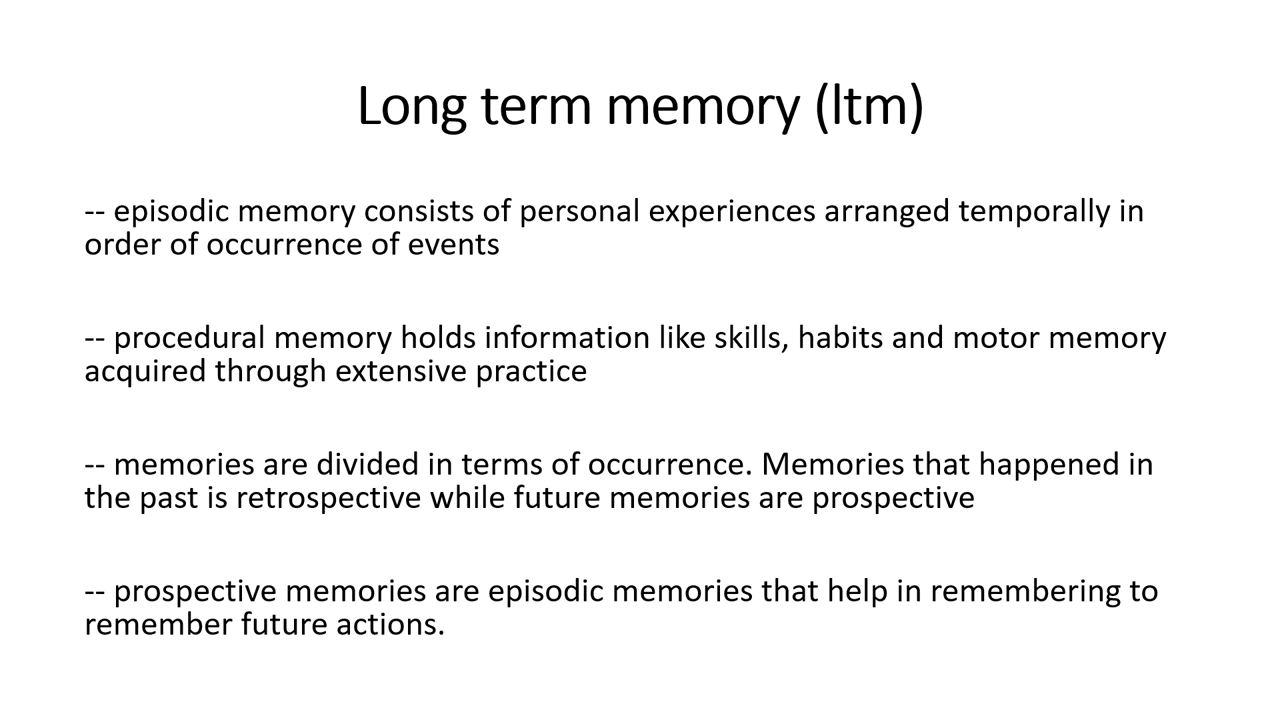 Long term memory (ltm)
-- episodic memory consists of personal experiences arranged temporally in
order of occurrence of events
-- procedural memory holds information like skills, habits and motor memory
acquired through extensive practice
-- memories are divided in terms of occurrence. Memories that happened in
the past is retrospective while future memories are prospective
-- prospective memories are episodic memories that help in remembering to
remember future actions.